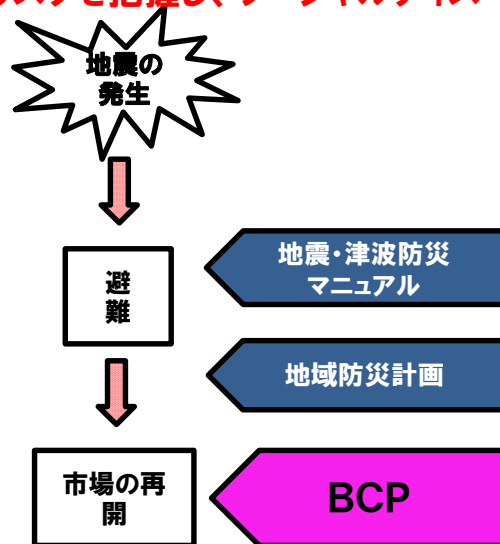 地震の
発生
避
難
地震・津波防災
マニュアル
地域防災計画
市場の再
開
BCP